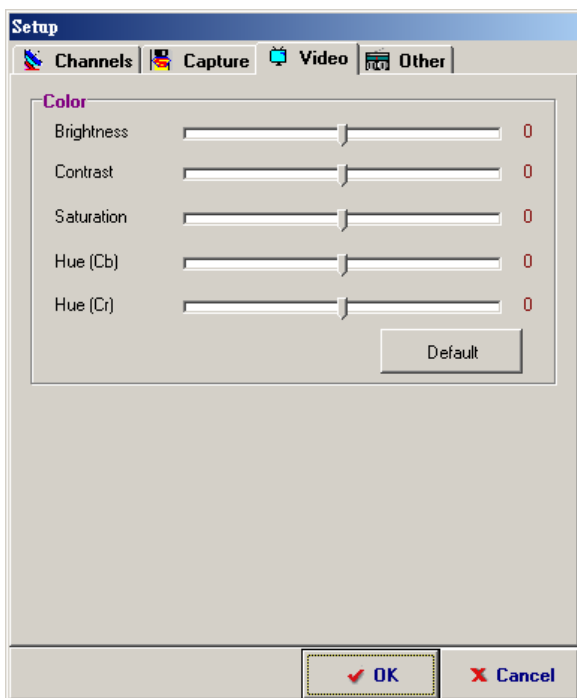 Setup
Channels Capture Video Other
Color
Brightness 0
Contrast 0
Saturation 0
Hue (Cb) 0
Hue (Cr) 0
Default
OK Cancel